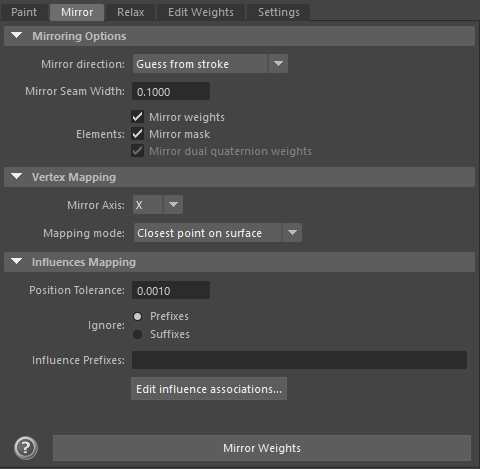 Paint Mirror Relax Edit Weights Settings
Mirroring Options
Mirror direction: Guess from stroke
Mirror Seam Width: 0.1000
Mirror weights
Elements: Mirror mask
Mirror dual quaternion weights
Vertex Mapping
Mirror Axis: X
Mapping mode: Closest point on surface
Influences Mapping
Position Tolerance: 0.0010
Prefixes
Ignore:
Suffixes
Influence Prefixes:
Edit influence associations...
? Mirror Weights